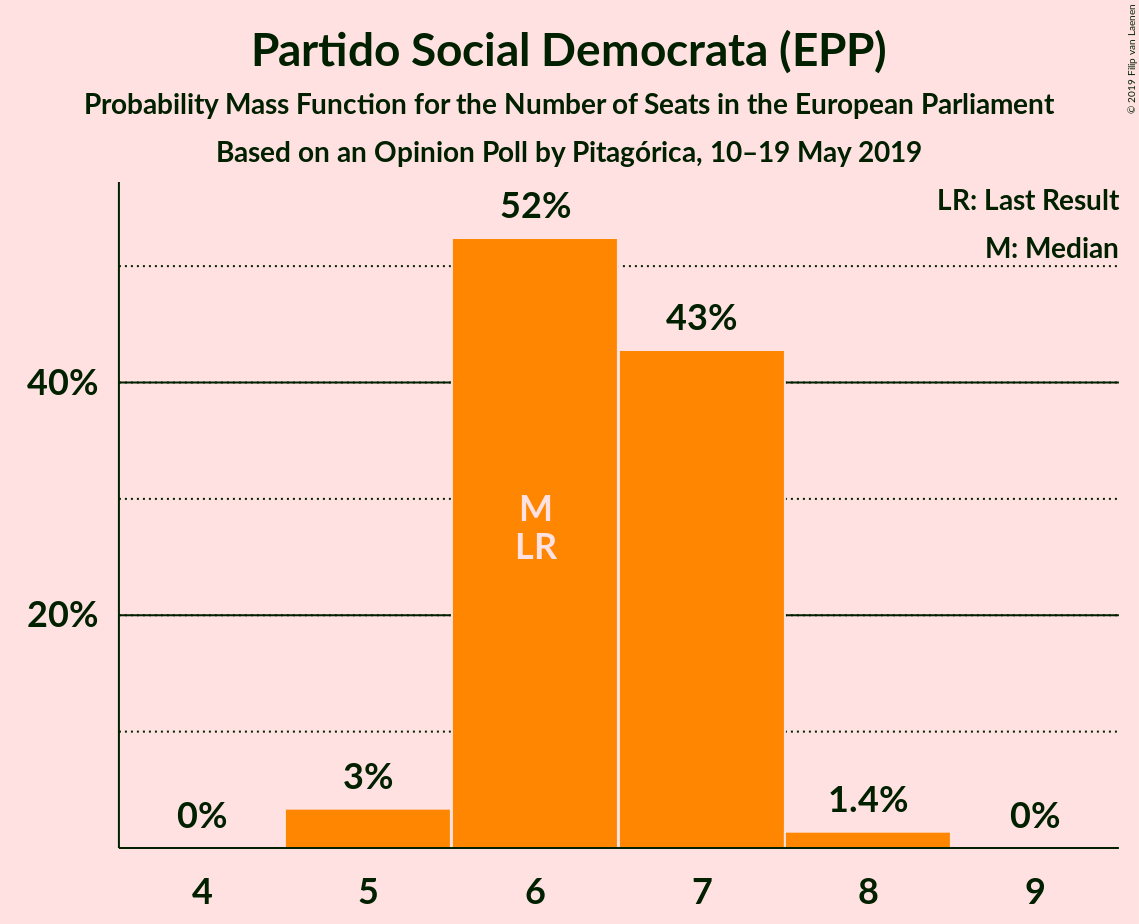 Partido Social Democrata (EPP)
Probability Mass Function for the Number of Seats in the European Parliament
Based on an Opinion Poll by Pitagórica, 10–19 May 2019
© 2019 Filip van Laenen
LR: Last Result
M: Median
52%
43%
40%
M
LR
20%
3%
1.4%
0%
0%
4 5 6 7 8 9